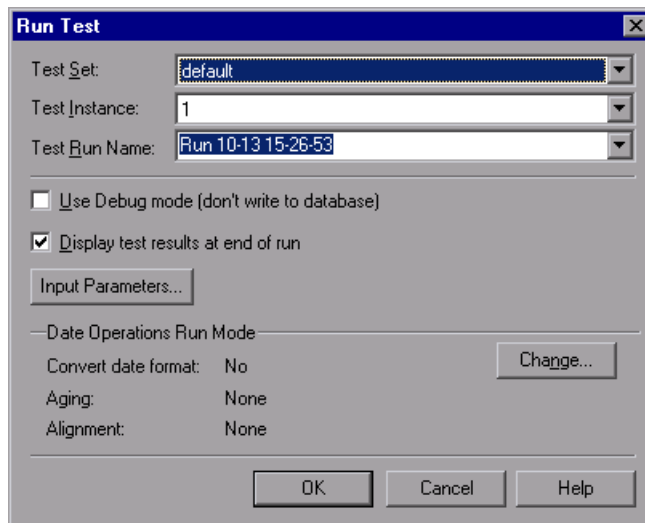 Run Test
Test Set: default
Test Instance: 1
Test Run Name: Run 10-13 15-26-53
Use Debug mode (don't write to database)
Display test results at end of run
Input Parameters...
Date Operations Run Mode
Convert date format: No
Change...
Aging: None
Alignment: None
OK Cancel Help